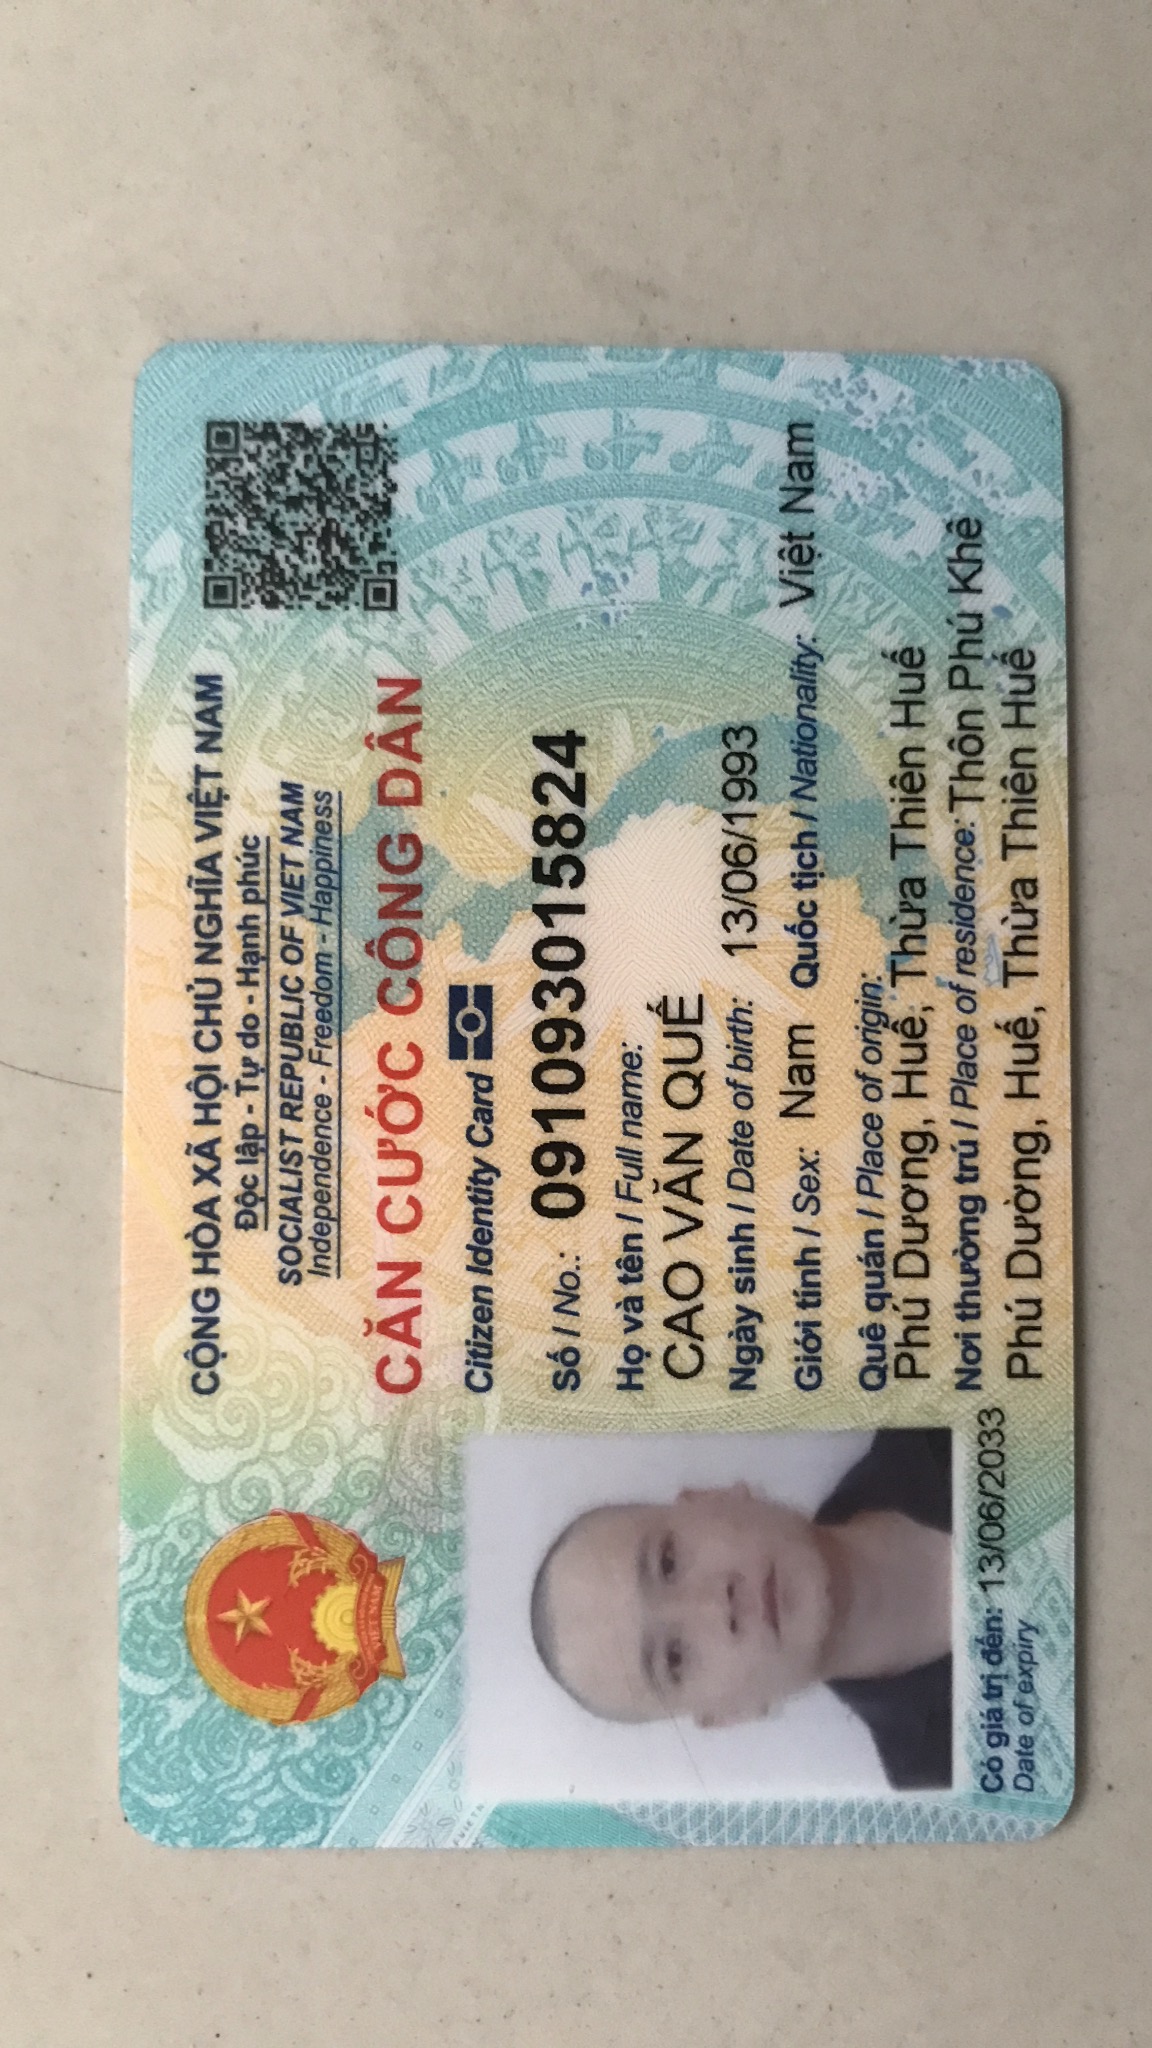 CỘNG HÒA XÃ HỘI CHỦ NGHĨA VIỆT NAM
Độc lập - Tự do - Hạnh phúc
SOCIALIST REPUBLIC OF VIET NAM
Independence - Freedom - Happiness
CĂN CƯỚC CÔNG DÂN
Citizen Identity Card
Số / No.: 091093015824
Họ và tên / Full name:
CAO VĂN QUẾ
Ngày sinh / Date of birth: 13/06/1993
Giới tính / Sex: Nam Quốc tịch / Nationality: Việt Nam
Quê quán / Place of origin:
Phú Dương, Huế, Thừa Thiên Huế
Nơi thường trú / Place of residence: Thôn Phú Khê
Phú Dường, Huế, Thừa Thiên Huế
Có giá trị đến: 13/06/2033
Date of expiry
VIỆT NAM